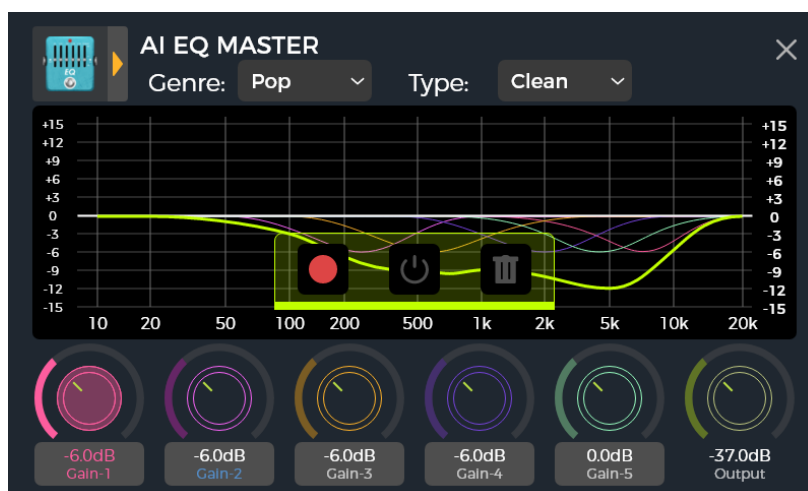 AI EQ MASTER
EQ
Genre: Pop Type: Clean
+15 +15
+12 +12
+9 +9
+6 +6
+3 +3
0 0
-3 -3
-6 -6
-9 -9
-12 -12
-15 -15
10 20 50 100 200 500 1k 2k 5k 10k 20k
-6.0dB -6.0dB -6.0dB -6.0dB 0.0dB -37.0dB
Gain-1 Gain-2 Gain-3 Gain-4 Gain-5 Output